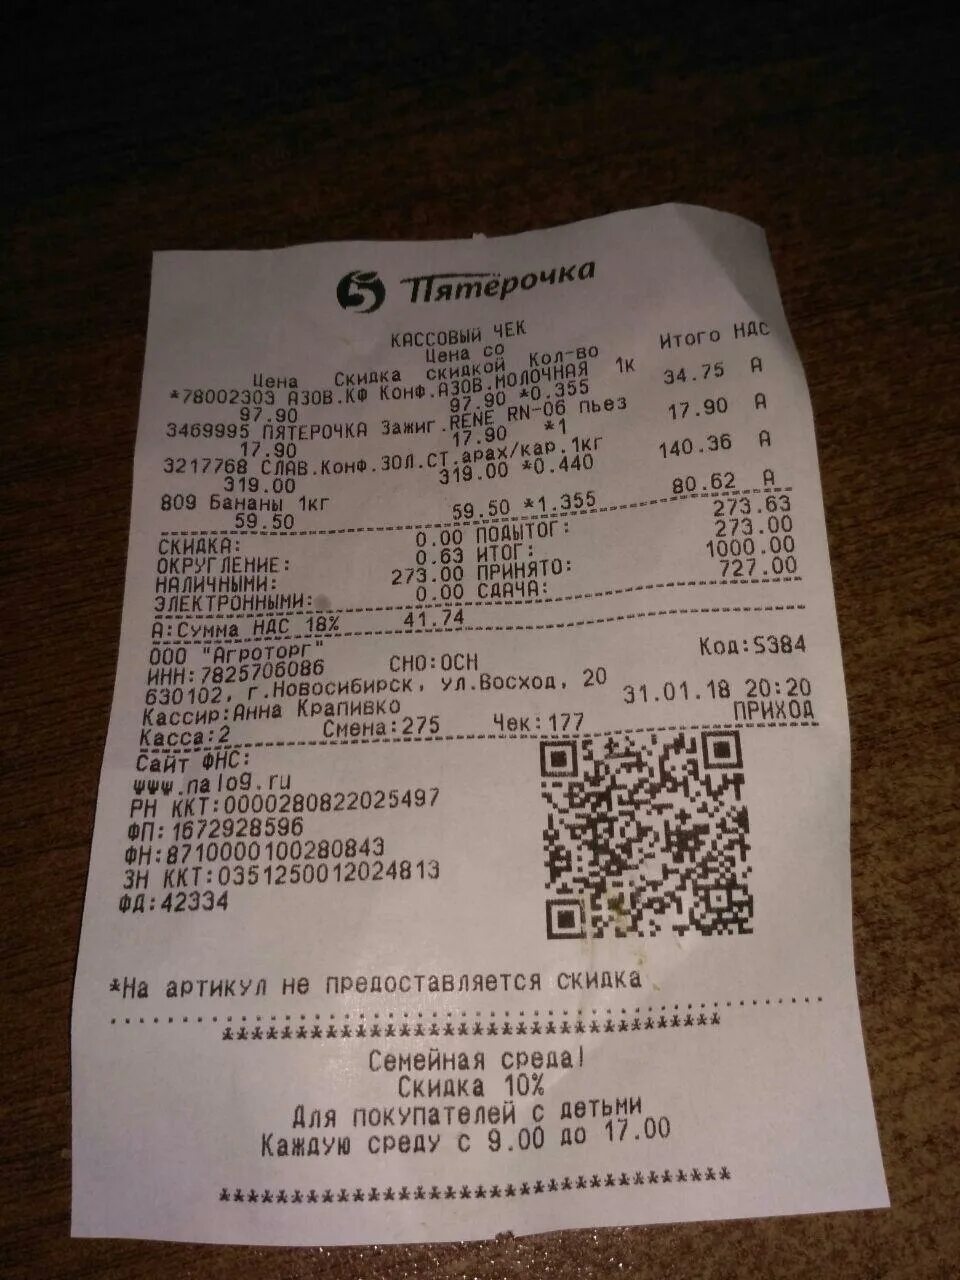 5 Пятёрочка
КАССОВЫЙ ЧЕК
Цена со
Цена Скидка скидкой Кол-во Итого НДС
*78002303 АЗОВ.КФ Конф.АЗОВ.МОЛОЧНАЯ 1к
97.90 97.90 *0.355 34.75 А
3469995 ПЯТЕРОЧКА Зажиг.RENE RN-06 пьез
17.90 17.90 *1 17.90 А
3217768 СЛАВ.Конф.ЗОЛ.СТ.арах/кар.1кг
319.00 319.00 *0.440 140.36 А
809 Бананы 1кг
59.50 59.50 *1.355 80.62 А
СКИДКА: 0.00 ПОДЫТОГ: 273.63
ОКРУГЛЕНИЕ: 0.63 ИТОГ: 273.00
НАЛИЧНЫМИ: 273.00 ПРИНЯТО: 1000.00
ЭЛЕКТРОННЫМИ: 0.00 СДАЧА: 727.00
А:Сумма НДС 18% 41.74
ООО "Агроторг"
ИНН:7825706086 СНО:ОСН Код:S384
630102, г.Новосибирск, ул.Восход, 20
Кассир:Анна Крапивко 31.01.18 20:20
Касса:2 Смена:275 Чек:177 ПРИХОД
Сайт ФНС:
www.nalog.ru
РН ККТ:0000280822025497
ФП:1672928596
ФН:8710000100280843
ЗН ККТ:0351250012024813
ФД:42334
*На артикул не предоставляется скидка
**********************************
Семейная среда!
Скидка 10%
Для покупателей с детьми
Каждую среду с 9.00 до 17.00
***********************************